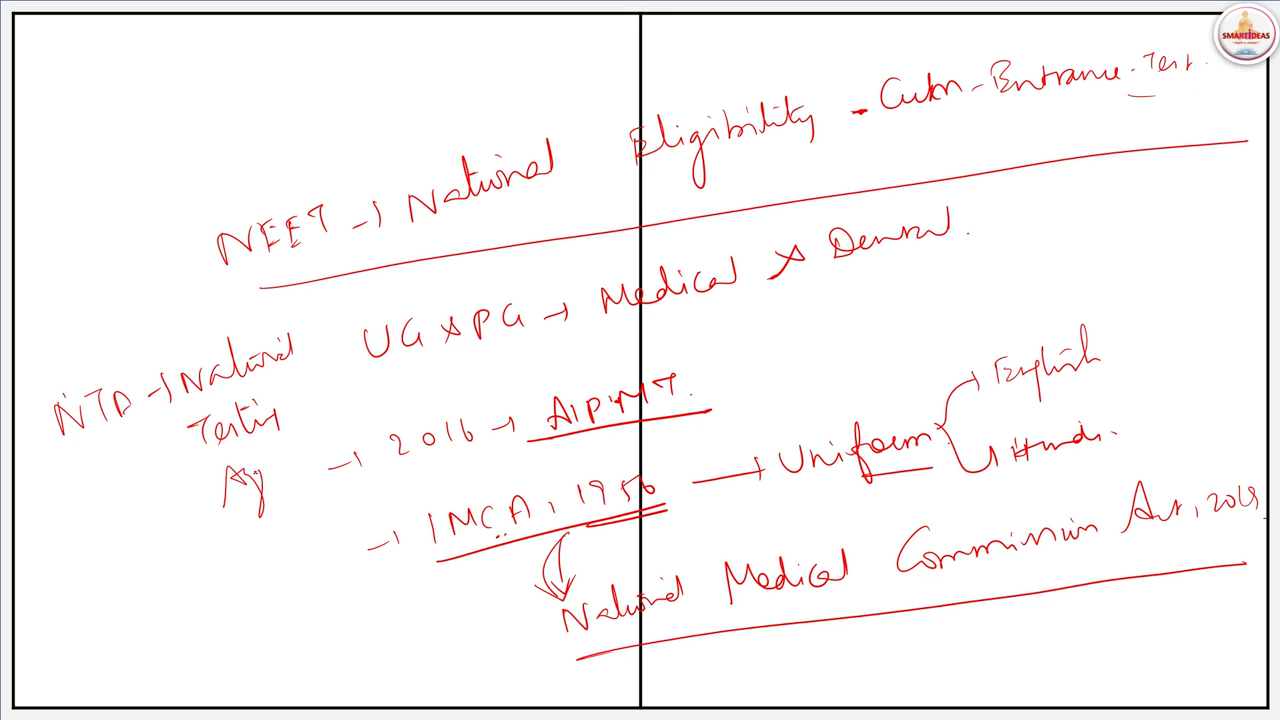 SMARTIDEAS
NEET → National Eligibility - Cum - Entrance - Test.
UG & PG → Medical & Dental.
NTA → National
Testing
Ag
→ 2016 → AIPMT.
→ IMCA, 1956 → Uniform
→ English
→ Hindi.
National Medical Commission Act, 2019